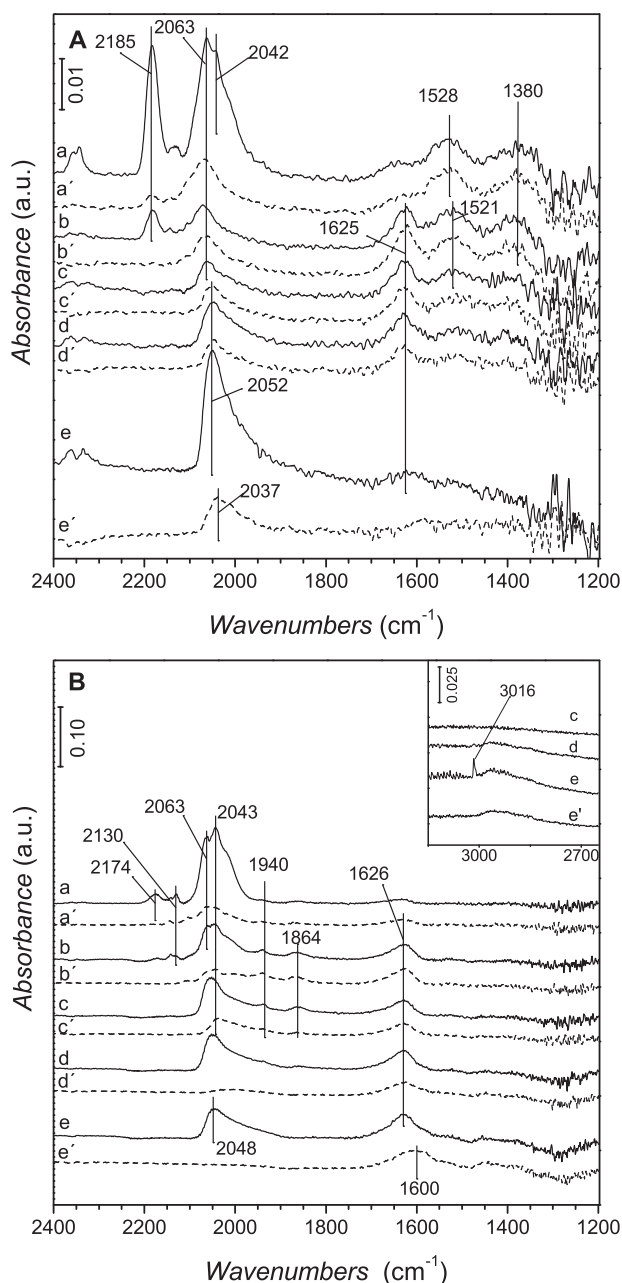 A
0.01
2185
2063
2042
1528
1380
1625
1521
2052
2037
a
a´
b
b´
c
c´
d
d´
e
e´
Absorbance (a.u.)
2400 2200 2000 1800 1600 1400 1200
Wavenumbers (cm-1)
B
0.10
2063
2043
2130
2174
1940
1864
1626
2048
1600
a
a´
b
b´
c
c´
d
d´
e
e´
0.025
3016
c
d
e
e'
3000 2700
Absorbance (a.u.)
2400 2200 2000 1800 1600 1400 1200
Wavenumbers (cm-1)